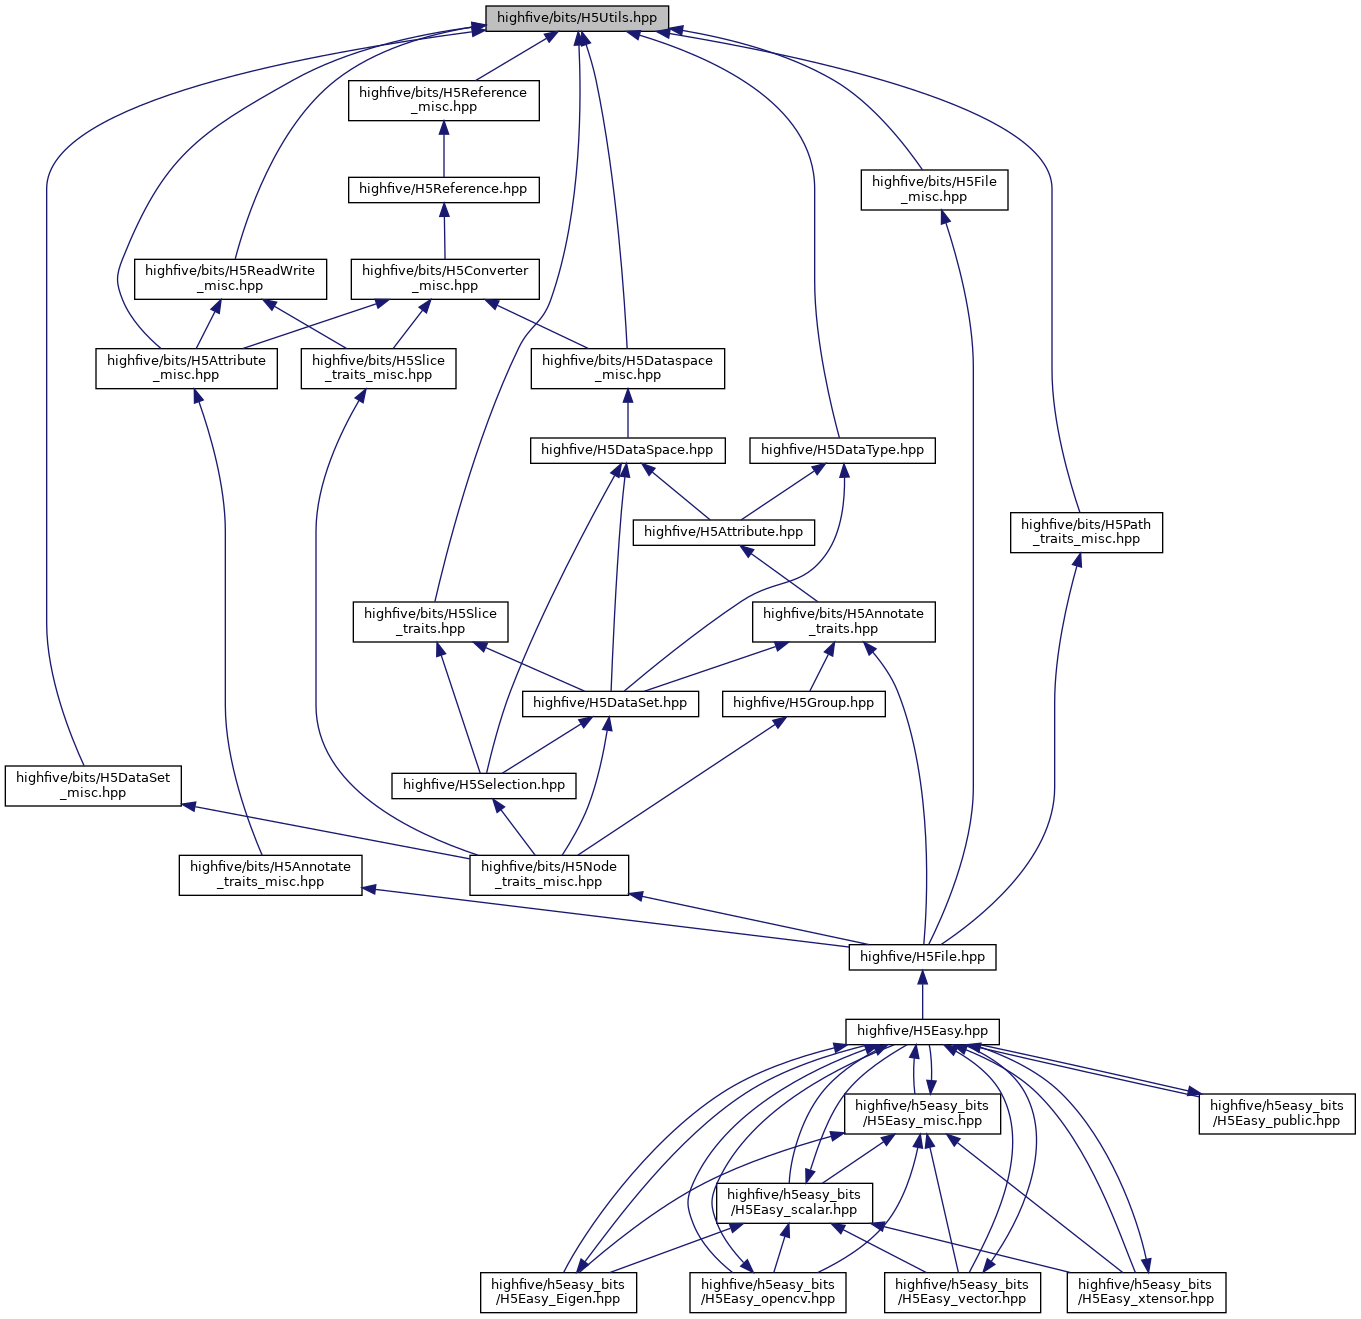 highfive/bits/H5Utils.hpp
highfive/bits/H5Reference
_misc.hpp
highfive/H5Reference.hpp
highfive/bits/H5File
_misc.hpp
highfive/bits/H5ReadWrite
_misc.hpp
highfive/bits/H5Converter
_misc.hpp
highfive/bits/H5Attribute
_misc.hpp
highfive/bits/H5Slice
_traits_misc.hpp
highfive/bits/H5Dataspace
_misc.hpp
highfive/H5DataSpace.hpp
highfive/H5DataType.hpp
highfive/H5Attribute.hpp
highfive/bits/H5Path
_traits_misc.hpp
highfive/bits/H5Slice
_traits.hpp
highfive/bits/H5Annotate
_traits.hpp
highfive/H5DataSet.hpp
highfive/H5Group.hpp
highfive/bits/H5DataSet
_misc.hpp
highfive/H5Selection.hpp
highfive/bits/H5Annotate
_traits_misc.hpp
highfive/bits/H5Node
_traits_misc.hpp
highfive/H5File.hpp
highfive/H5Easy.hpp
highfive/h5easy_bits
/H5Easy_misc.hpp
highfive/h5easy_bits
/H5Easy_public.hpp
highfive/h5easy_bits
/H5Easy_scalar.hpp
highfive/h5easy_bits
/H5Easy_Eigen.hpp
highfive/h5easy_bits
/H5Easy_opencv.hpp
highfive/h5easy_bits
/H5Easy_vector.hpp
highfive/h5easy_bits
/H5Easy_xtensor.hpp